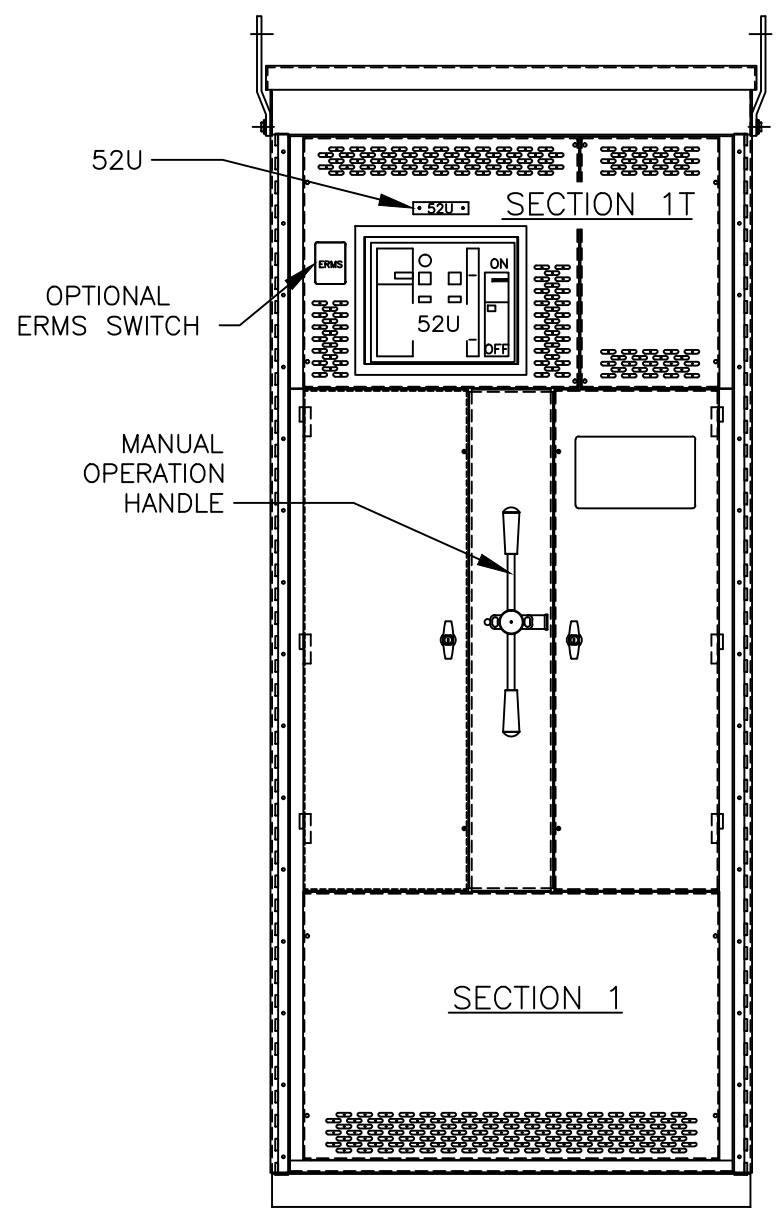 52U
52U
SECTION 1T
ERMS
ON
OPTIONAL
ERMS SWITCH
52U
OFF
MANUAL
OPERATION
HANDLE
SECTION 1